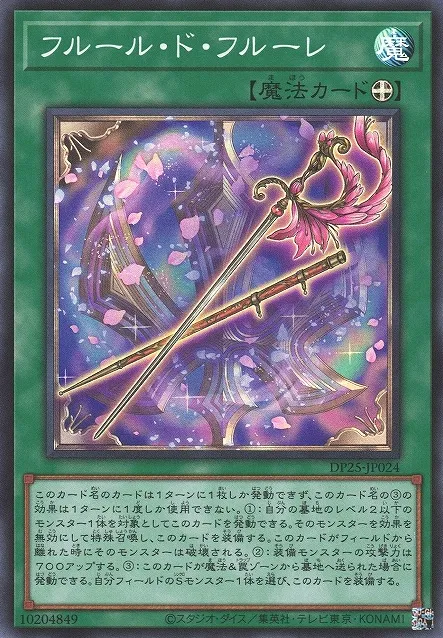 フルール・ド・フルーレ
魔
【魔法カード】
DP25-JP024
このカード名のカードは1ターンに1枚しか発動できず、このカード名の③の
効果は1ターンに1度しか使用できない。①：自分の墓地のレベル2以下の
モンスター1体を対象としてこのカードを発動できる。そのモンスターを効果を
無効にして特殊召喚し、このカードを装備する。このカードがフィールドから
離れた時にそのモンスターは破壊される。②：装備モンスターの攻撃力は
700アップする。③：このカードが魔法&罠ゾーンから墓地へ送られた場合に
発動できる。自分フィールドのSモンスター1体を選び、このカードを装備する。
10204849
©スタジオ・ダイス/集英社・テレビ東京・KONAMI